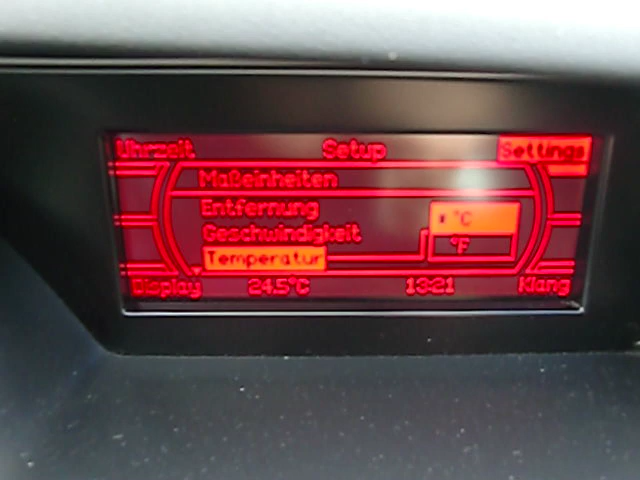 Uhrzeit Setup Settings
Maßeinheiten
Entfernung
Geschwindigkeit
Temperatur
°C
°F
Display 24.5°C 13:21 Klang